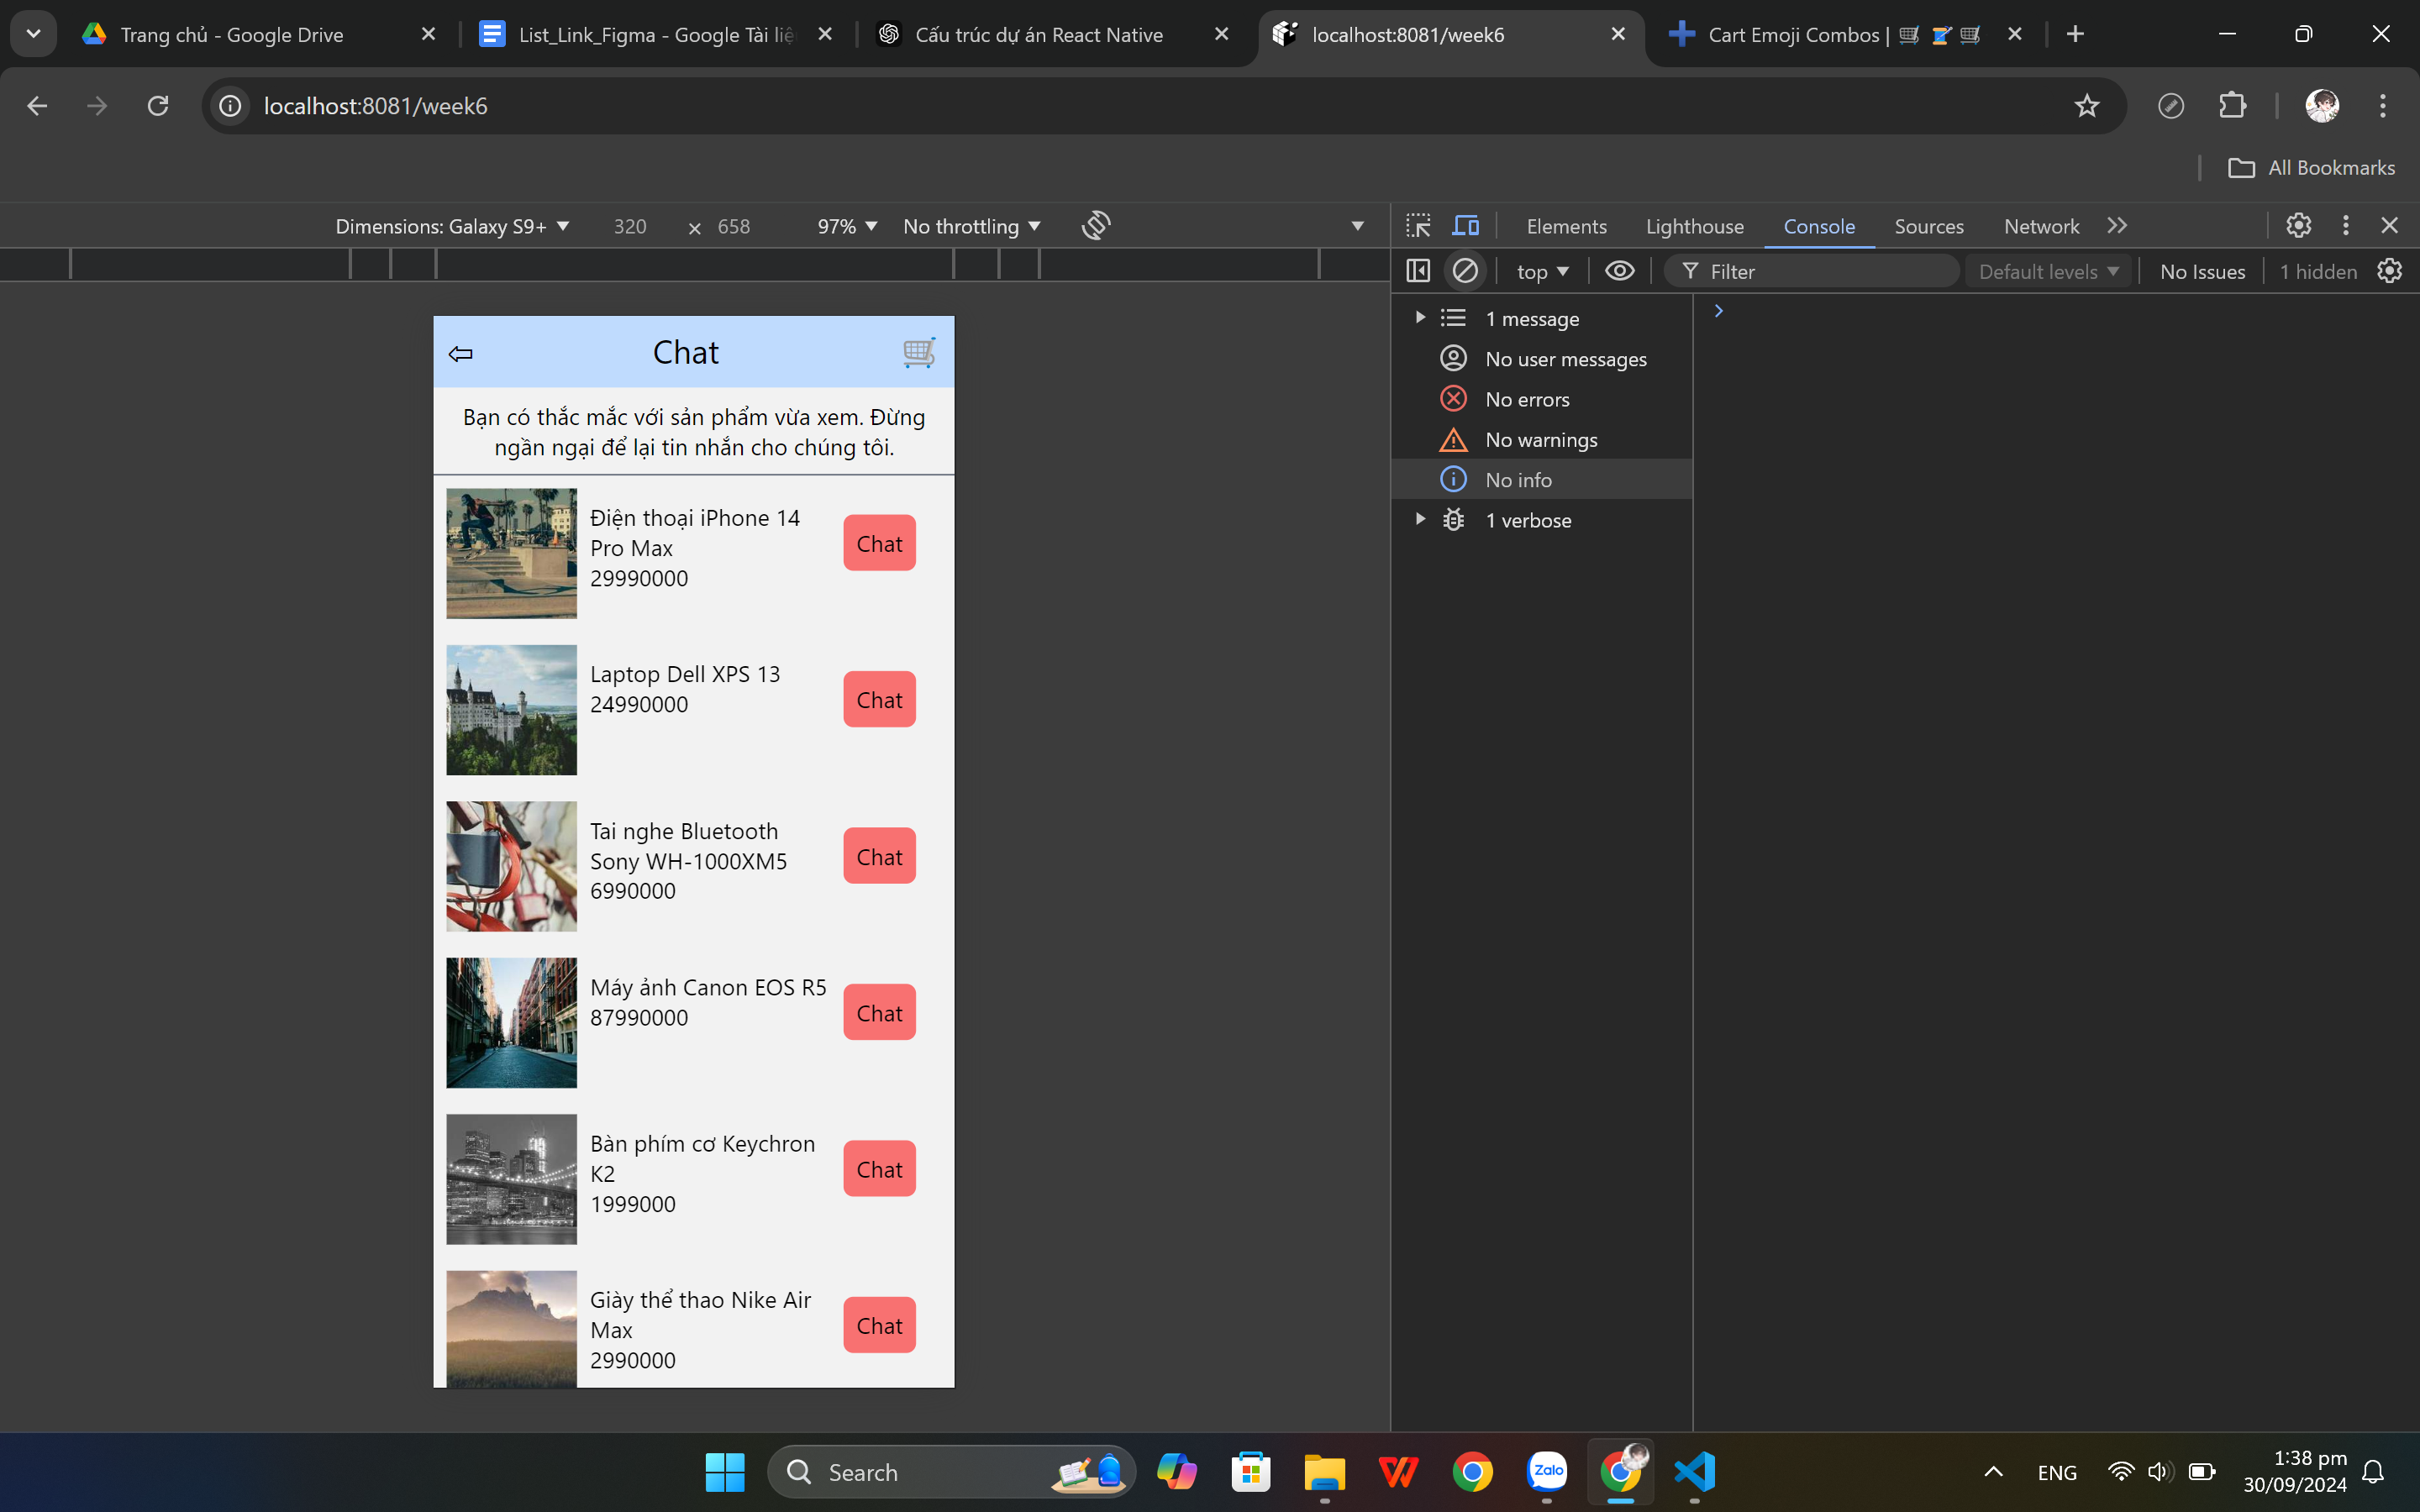 Trang chủ - Google Drive
List_Link_Figma - Google Tài liệ
Cấu trúc dự án React Native
localhost:8081/week6
Cart Emoji Combos | 🛒
localhost:8081/week6
All Bookmarks
Dimensions: Galaxy S9+ 320 × 658 97% No throttling
Elements Lighthouse Console Sources Network
top Filter Default levels No Issues 1 hidden
1 message
No user messages
No errors
No warnings
No info
1 verbose
Chat
Bạn có thắc mắc với sản phẩm vừa xem. Đừng
ngần ngại để lại tin nhắn cho chúng tôi.
Điện thoại iPhone 14
Pro Max
29990000
Chat
Laptop Dell XPS 13
24990000
Chat
Tai nghe Bluetooth
Sony WH-1000XM5
6990000
Chat
Máy ảnh Canon EOS R5
87990000
Chat
Bàn phím cơ Keychron
K2
1999000
Chat
Giày thể thao Nike Air
Max
2990000
Chat
Search
Zalo
ENG
1:38 pm
30/09/2024